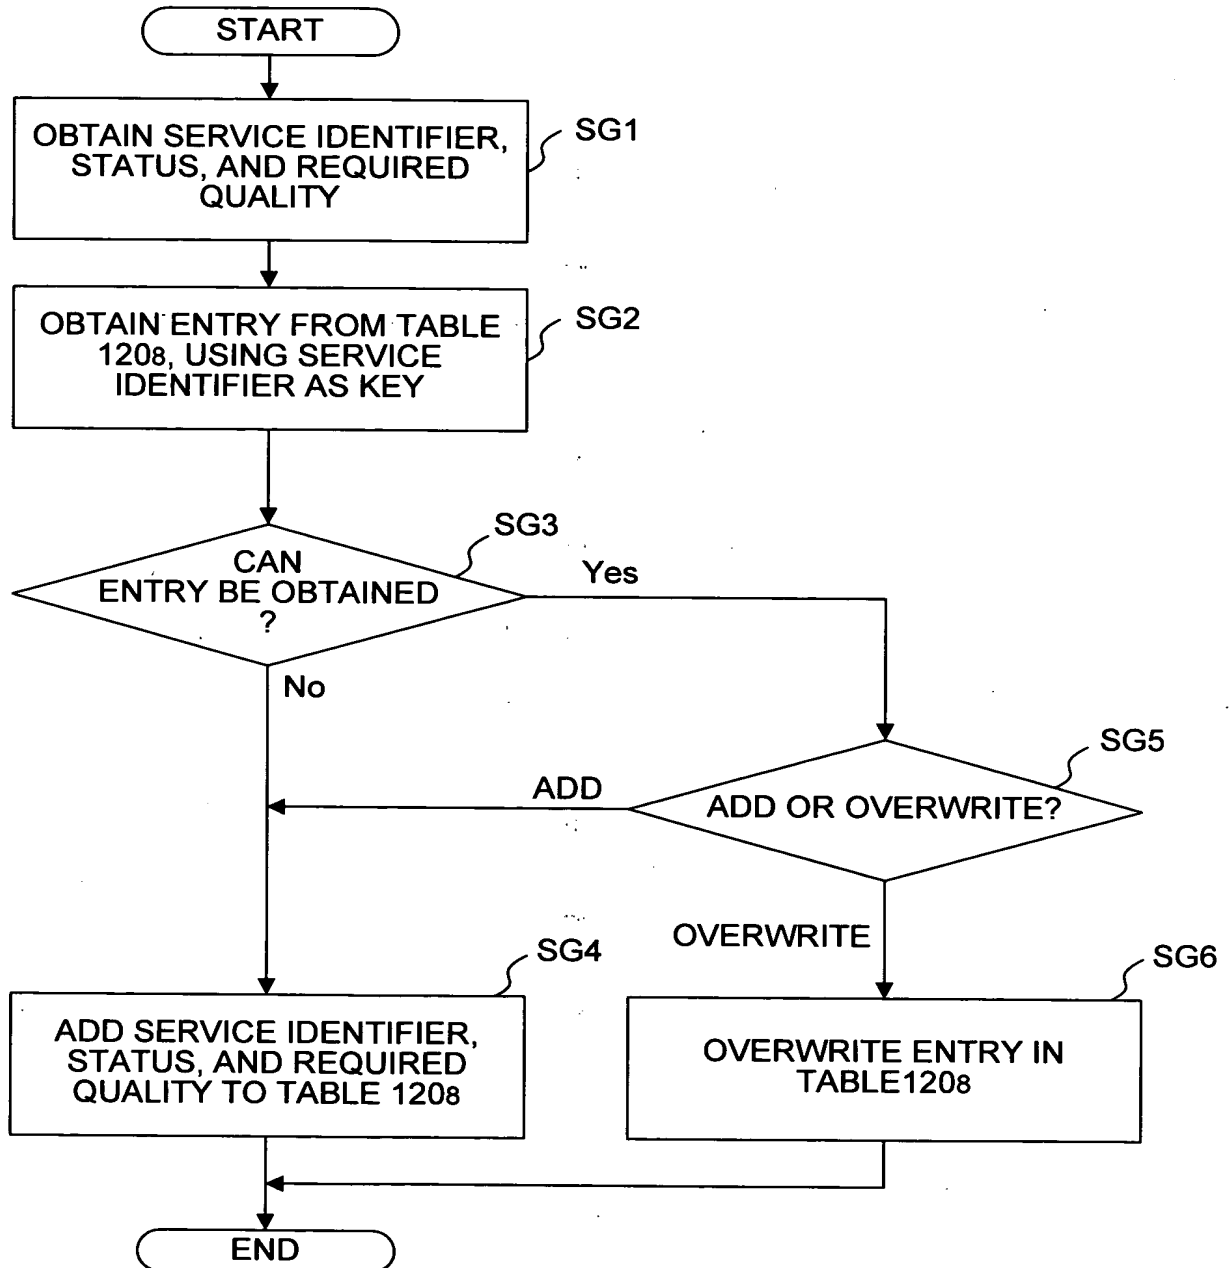 START
OBTAIN SERVICE IDENTIFIER,
STATUS, AND REQUIRED
QUALITY
SG1
OBTAIN ENTRY FROM TABLE
1208, USING SERVICE
IDENTIFIER AS KEY
SG2
CAN
ENTRY BE OBTAINED
?
SG3
Yes
No
ADD OR OVERWRITE?
SG5
ADD
OVERWRITE
ADD SERVICE IDENTIFIER,
STATUS, AND REQUIRED
QUALITY TO TABLE 1208
SG4
OVERWRITE ENTRY IN
TABLE1208
SG6
END